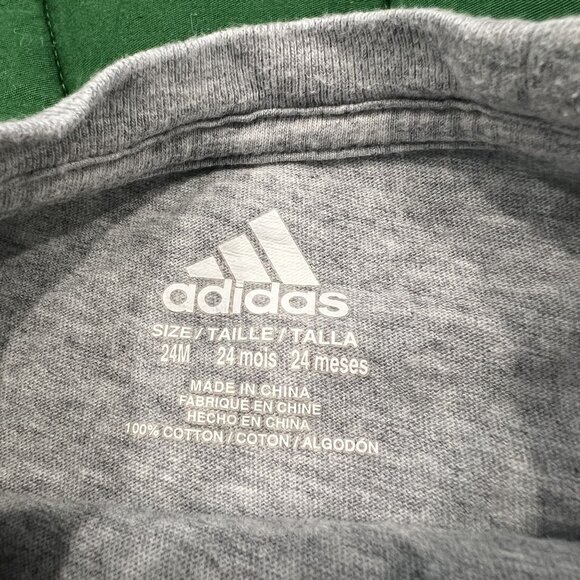 adidas
SIZE / TAILLE / TALLA
24M 24 mois 24 meses
MADE IN CHINA
FABRIQUÉ EN CHINE
HECHO EN CHINA
100% COTTON / COTON / ALGODÓN